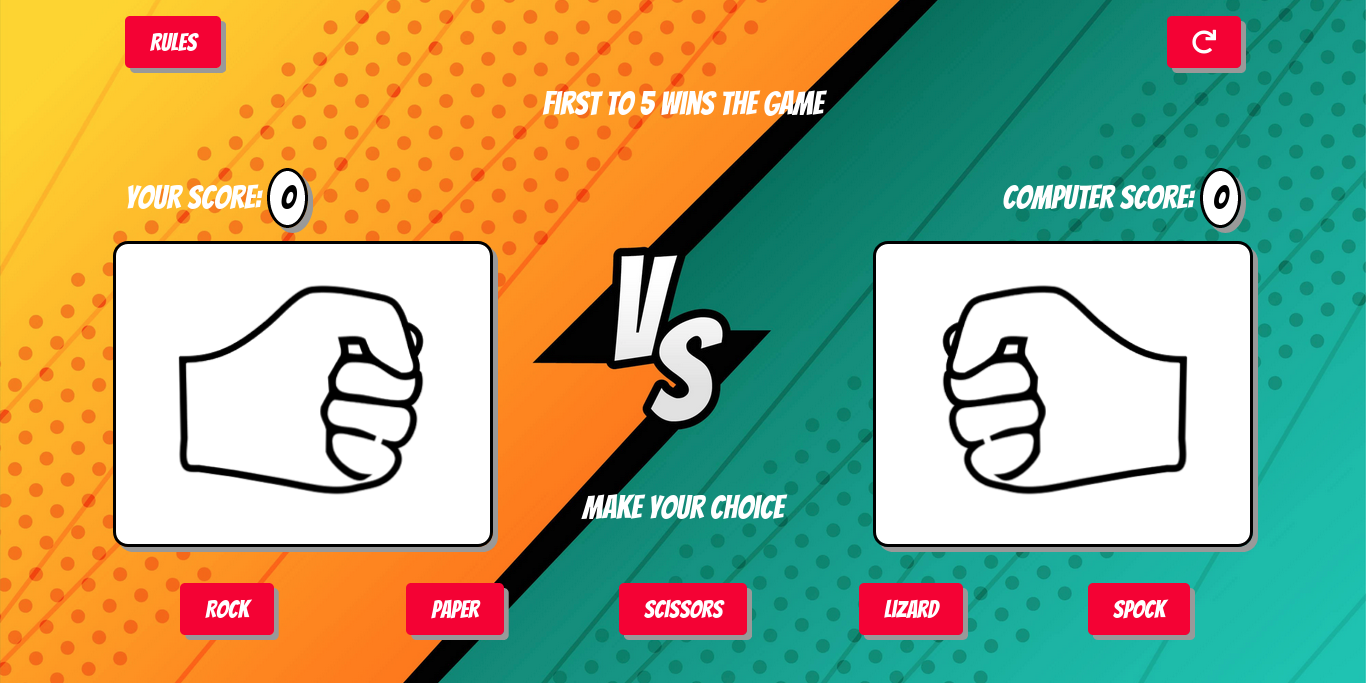 RULES
FIRST TO 5 WINS THE GAME
YOUR SCORE: 0
COMPUTER SCORE: 0
VS
MAKE YOUR CHOICE
ROCK
PAPER
SCISSORS
LIZARD
SPOCK